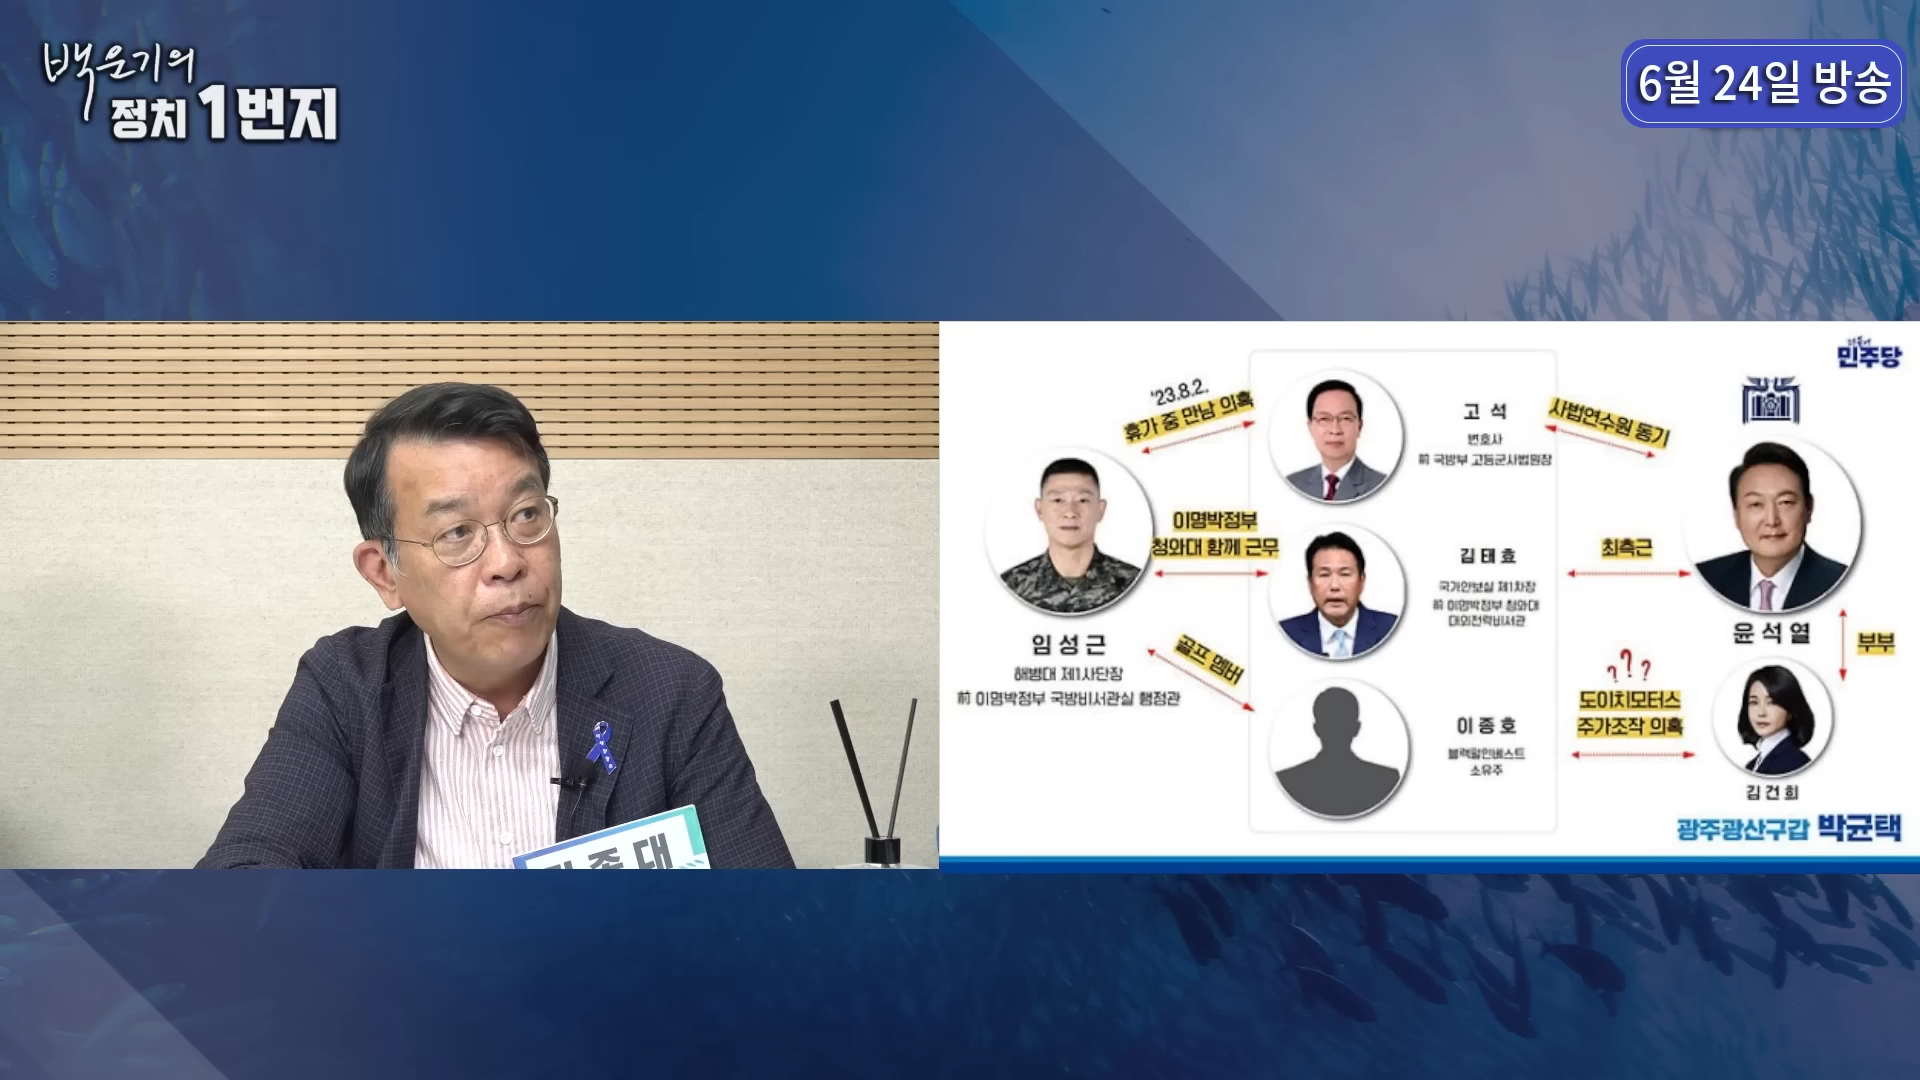 백운기의
정치 1번지
6월 24일 방송
민주당
'23.8.2.
휴가 중 만남 의혹
고 석
변호사
前 국방부 고등군사법원장
사법연수원 동기
이명박정부
청와대 함께 근무
김태효
국가안보실 제1차장
前 이명박정부 청와대
대외전략비서관
최측근
임성근
해병대 제1사단장
前 이명박정부 국방비서관실 행정관
골프 멤버
이종호
블랙펄인베스트
소유주
???
도이치모터스
주가조작 의혹
윤석열
부부
김건희
광주광산구갑 박균택
종대